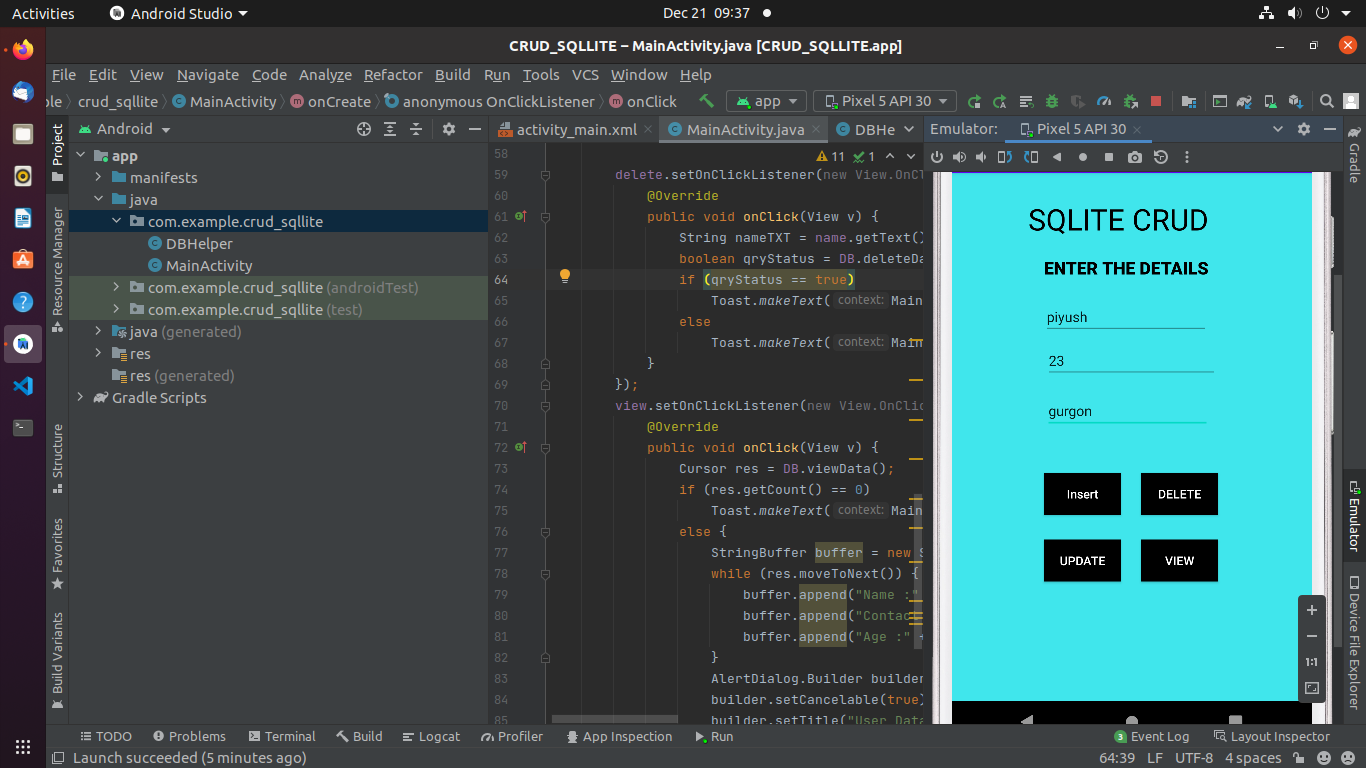 Activities Android Studio Dec 21 09:37
CRUD_SQLLITE – MainActivity.java [CRUD_SQLLITE.app]
File Edit View Navigate Code Analyze Refactor Build Run Tools VCS Window Help
crud_sqllite MainActivity onCreate anonymous OnClickListener onClick app Pixel 5 API 30
Android
activity_main.xml MainActivity.java DBHe
Emulator: Pixel 5 API 30
Project
Resource Manager
Structure
Favorites
Build Variants
app
manifests
java
com.example.crud_sqllite
DBHelper
MainActivity
com.example.crud_sqllite (androidTest)
com.example.crud_sqllite (test)
java (generated)
res
res (generated)
Gradle Scripts
11 1
58
59 delete.setOnClickListener(new View.OnCl
60 @Override
61 public void onClick(View v) {
62 String nameTXT = name.getText()
63 boolean qryStatus = DB.deleteDa
64 if (qryStatus == true)
65 Toast.makeText( context: Main
66 else
67 Toast.makeText( context: Main
68 }
69 });
70 view.setOnClickListener(new View.OnClic
71 @Override
72 public void onClick(View v) {
73 Cursor res = DB.viewData();
74 if (res.getCount() == 0)
75 Toast.makeText( context: Main
76 else {
77 StringBuffer buffer = new S
78 while (res.moveToNext()) {
79 buffer.append("Name :"
80 buffer.append("Contac
81 buffer.append("Age :" +
82 }
83 AlertDialog.Builder builder
84 builder.setCancelable(true)
85 builder.setTitle("User Data
SQLITE CRUD
ENTER THE DETAILS
piyush
23
gurgon
Insert DELETE
UPDATE VIEW
1:1
Gradle
Emulator
Device File Explorer
TODO Problems Terminal Build Logcat Profiler App Inspection Run 3 Event Log Layout Inspector
Launch succeeded (5 minutes ago) 64:39 LF UTF-8 4 spaces